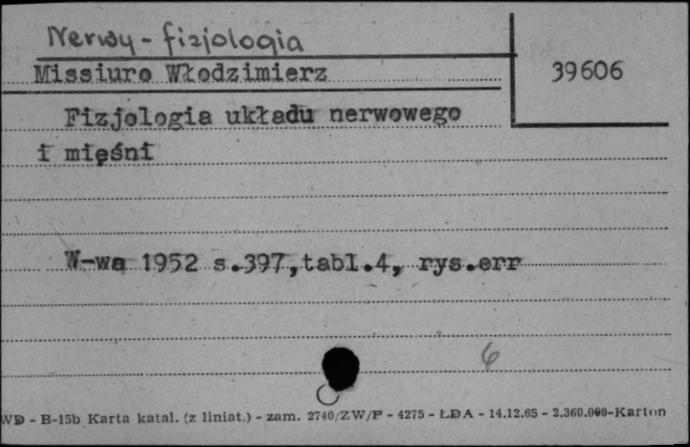 Nerwy - fizjologia
Missiuro Włodzimierz
39606
Fizjologia układu nerwowego
i mięśni
W-wa 1952 s.397,tabl.4, rys.err
6
WD - B-15b Karta katal. (z liniat.) - zam. 2740/ZW/P - 4275 - ŁDA - 14.12.65 - 2.360.000-Karton